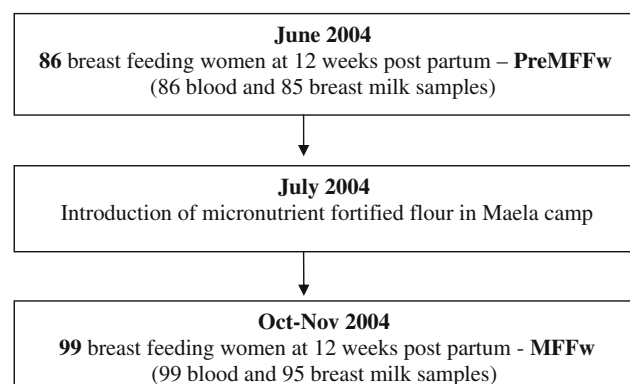 June 2004
86 breast feeding women at 12 weeks post partum – PreMFFw
(86 blood and 85 breast milk samples)
July 2004
Introduction of micronutrient fortified flour in Maela camp
Oct-Nov 2004
99 breast feeding women at 12 weeks post partum - MFFw
(99 blood and 95 breast milk samples)